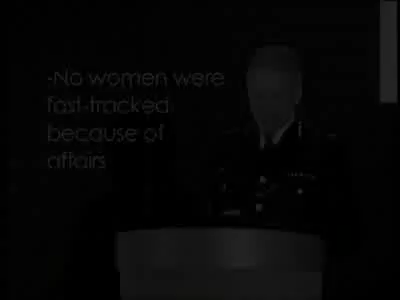 -No women were
fast-tracked
because of
affairs